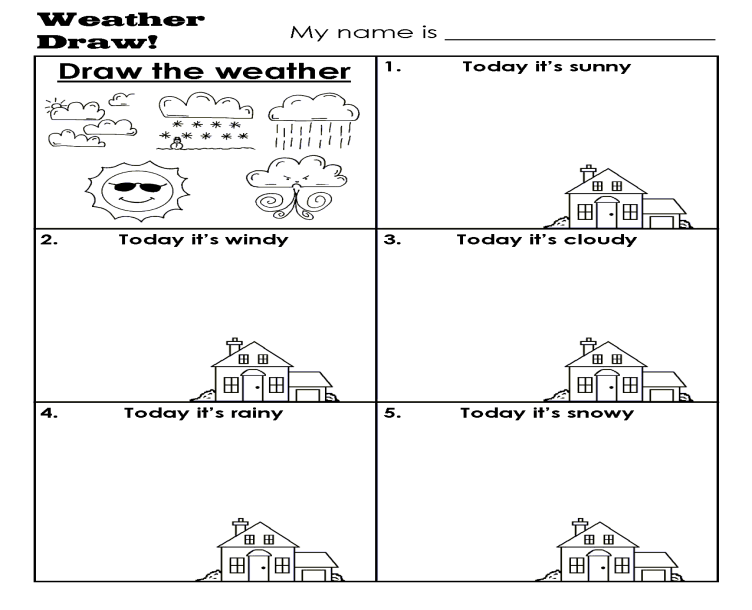 Weather
Draw!
My name is
Draw the weather
1. Today it's sunny
2. Today it's windy
3. Today it's cloudy
4. Today it's rainy
5. Today it's snowy